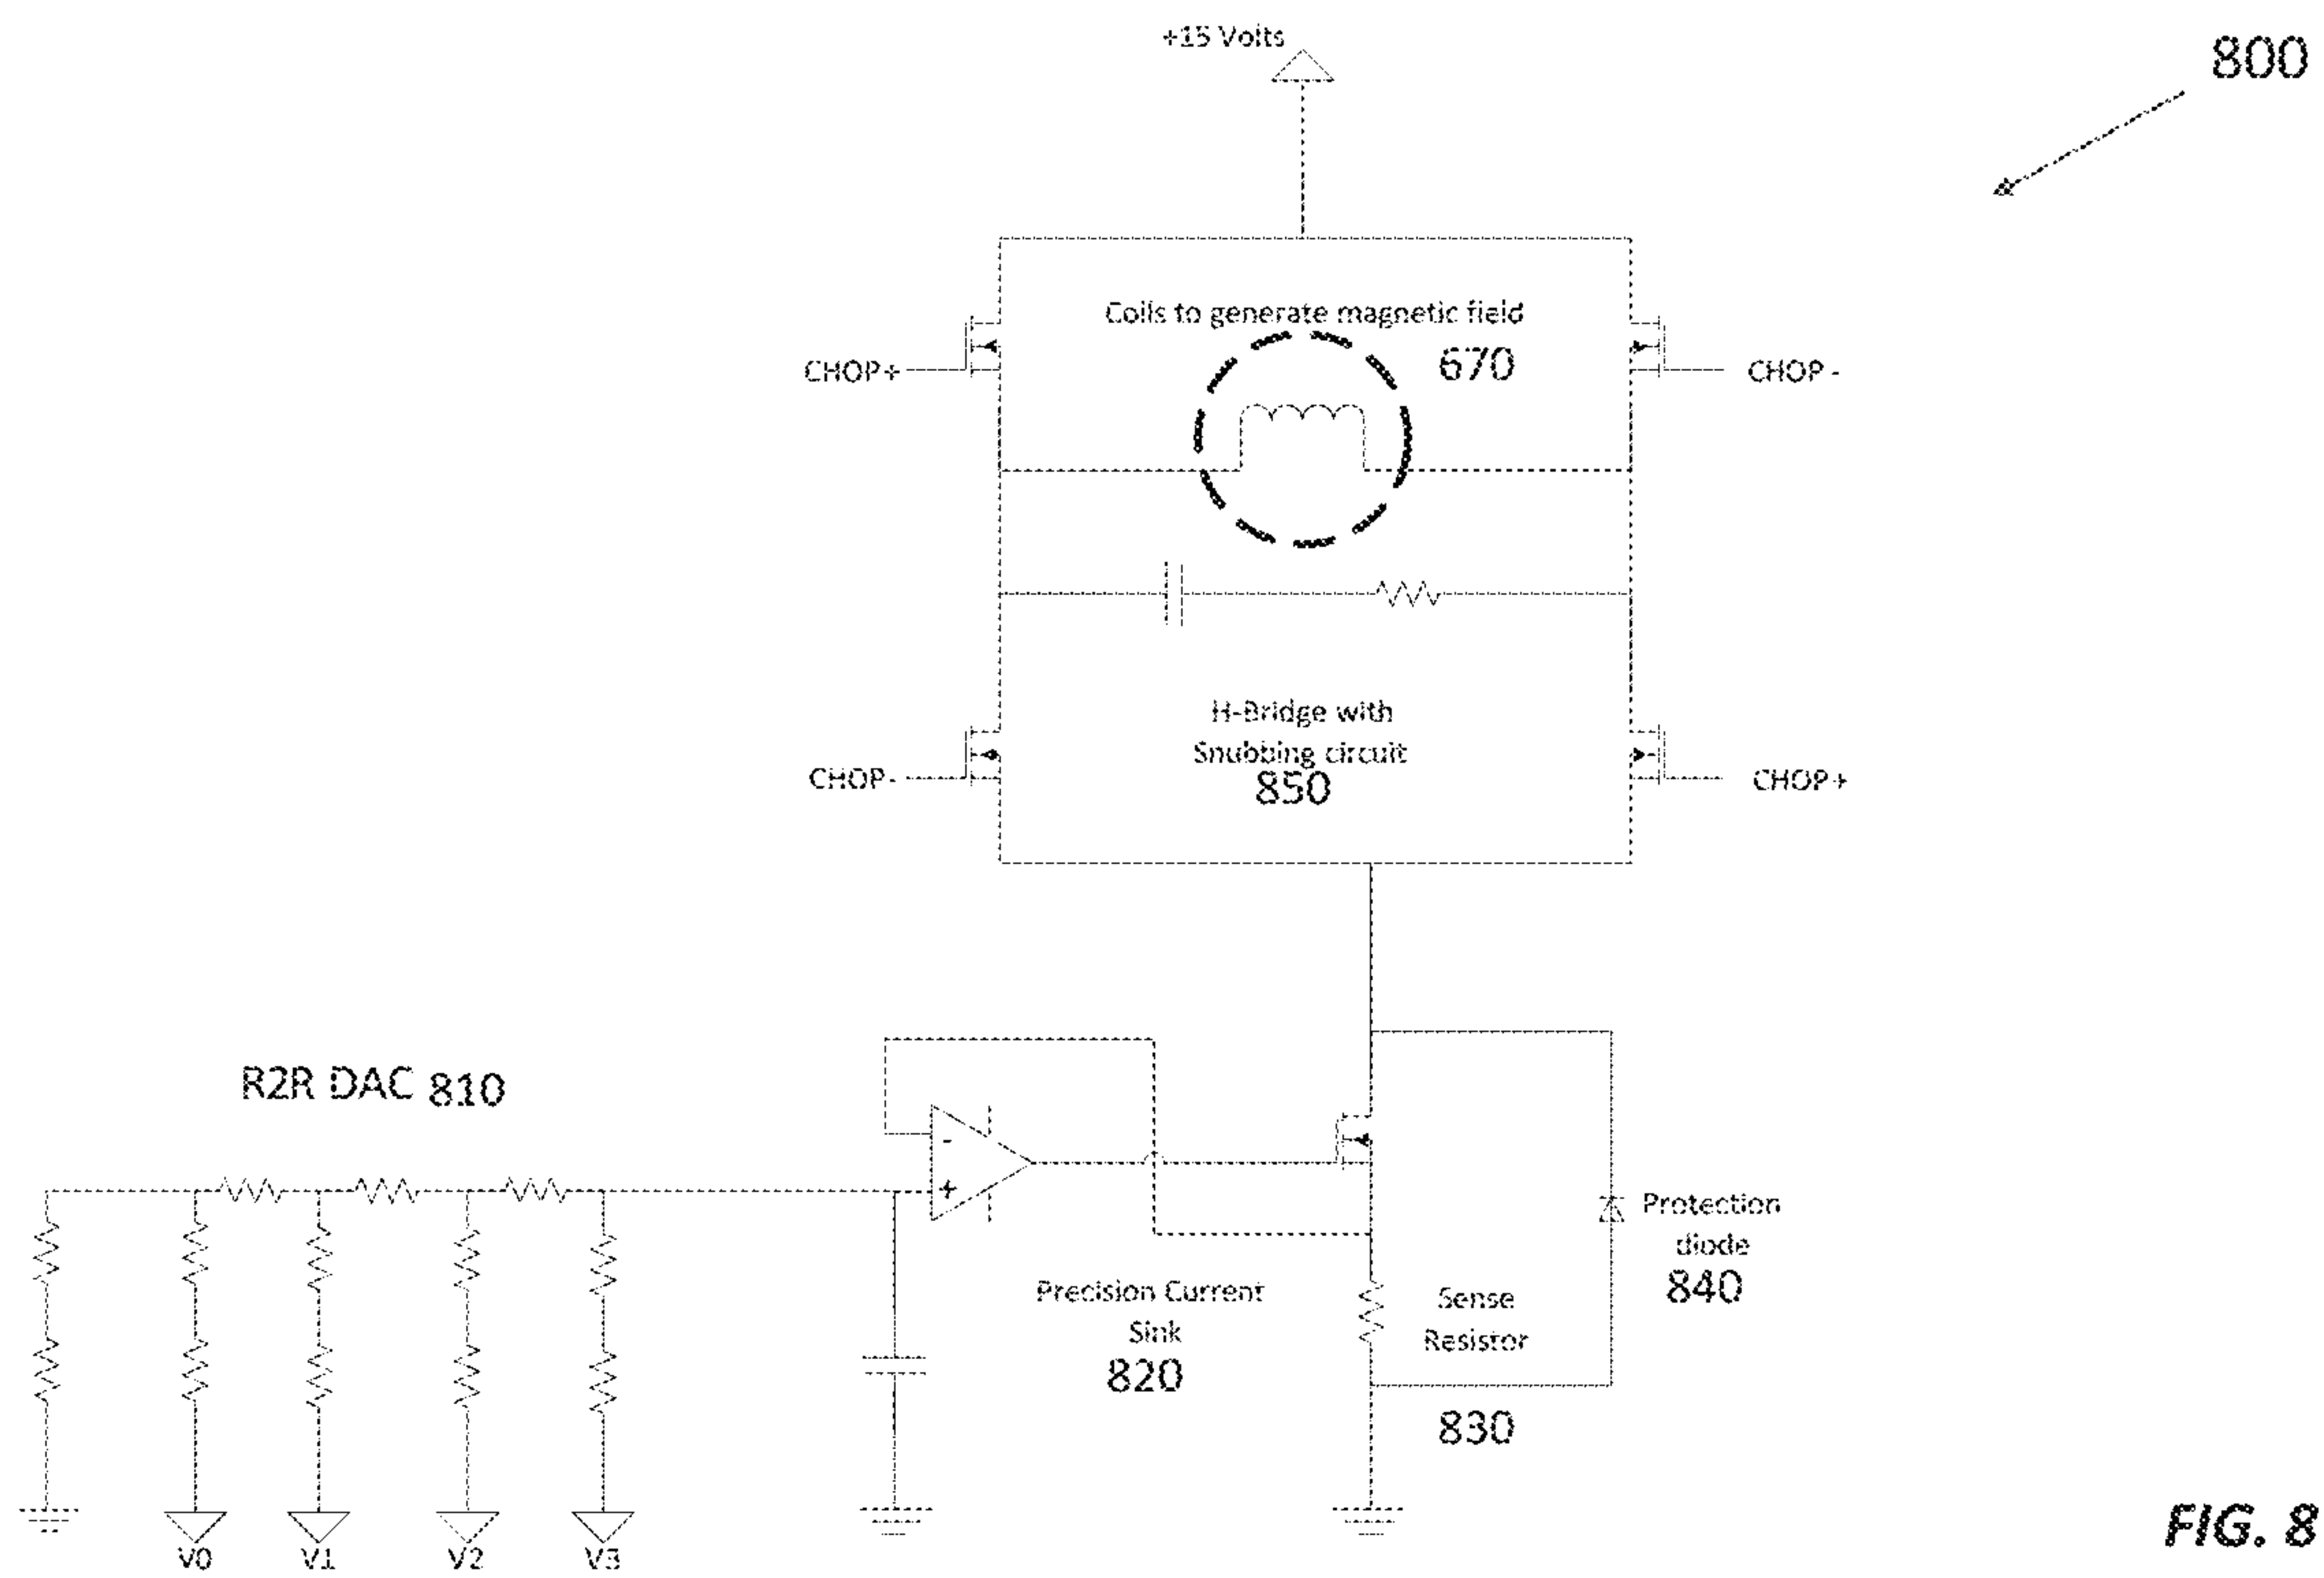 +15 Volts
800
Coils to generate magnetic field
670
CHOP+
CHOP -
H-Bridge with
Snubbing circuit
850
CHOP-
CHOP+
R2R DAC 810
-
+
Precision Current
Sink
820
Sense
Resistor
830
Protection
diode
840
V0
V1
V2
V3
FIG. 8